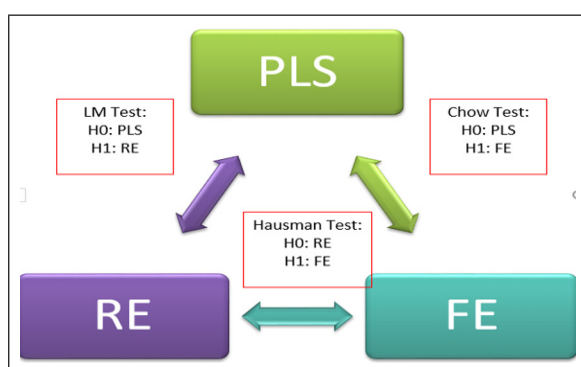 PLS
LM Test:
H0: PLS
H1: RE
Chow Test:
H0: PLS
H1: FE
Hausman Test:
H0: RE
H1: FE
RE
FE